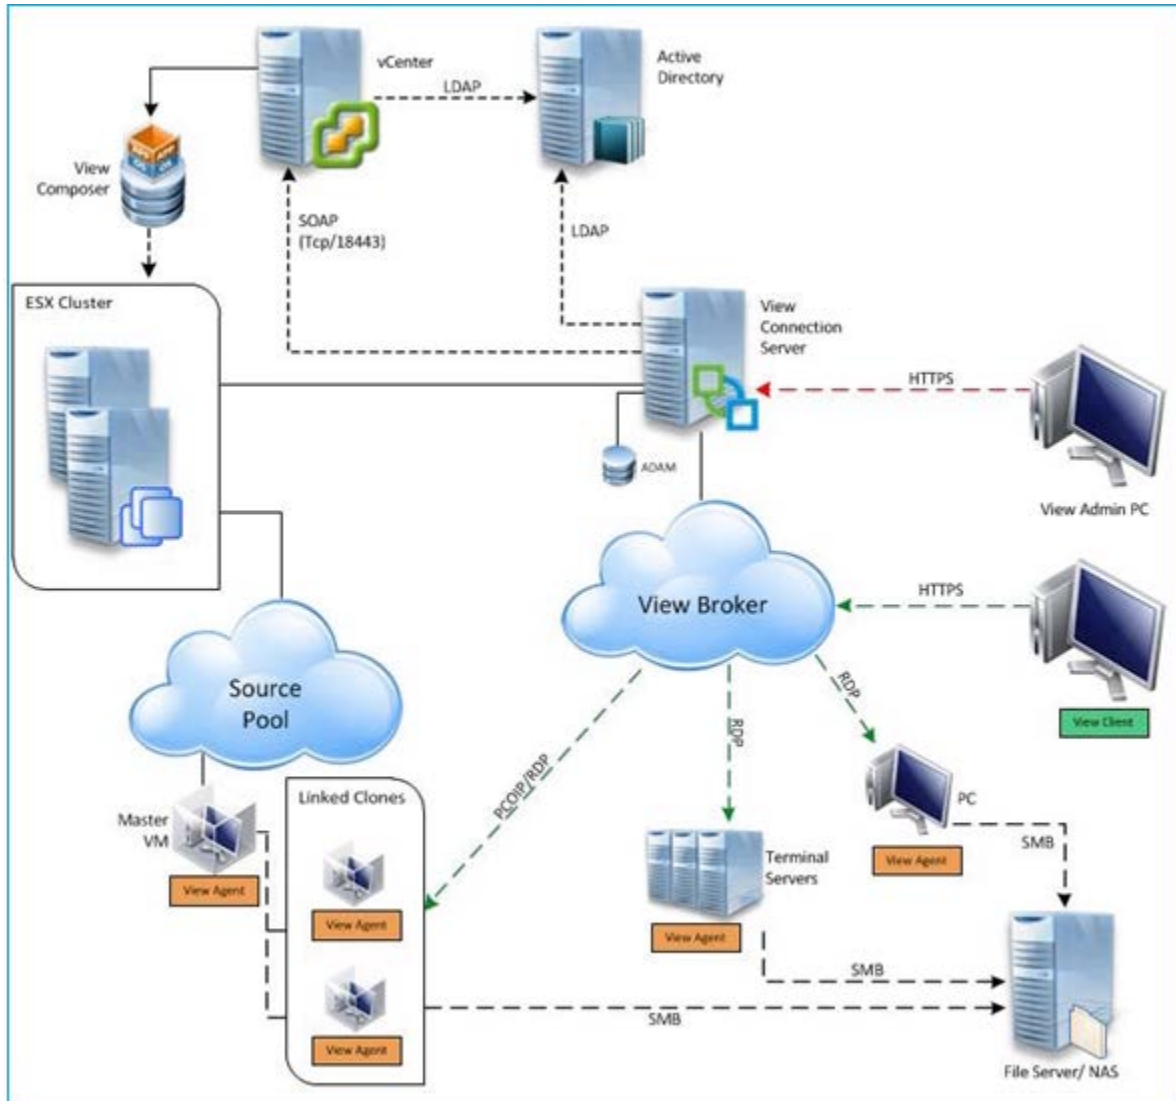 vCenter
Active
Directory
LDAP
View
Composer
SOAP
(Tcp/18443)
LDAP
ESX Cluster
View
Connection
Server
HTTPS
ADAM
View Admin PC
View Broker
HTTPS
Source
Pool
RDP
RDP
View Client
PCOIP/RDP
Linked Clones
Master
VM
PC
SMB
Terminal
Servers
View Agent
View Agent
View Agent
View Agent
SMB
SMB
View Agent
File Server/ NAS